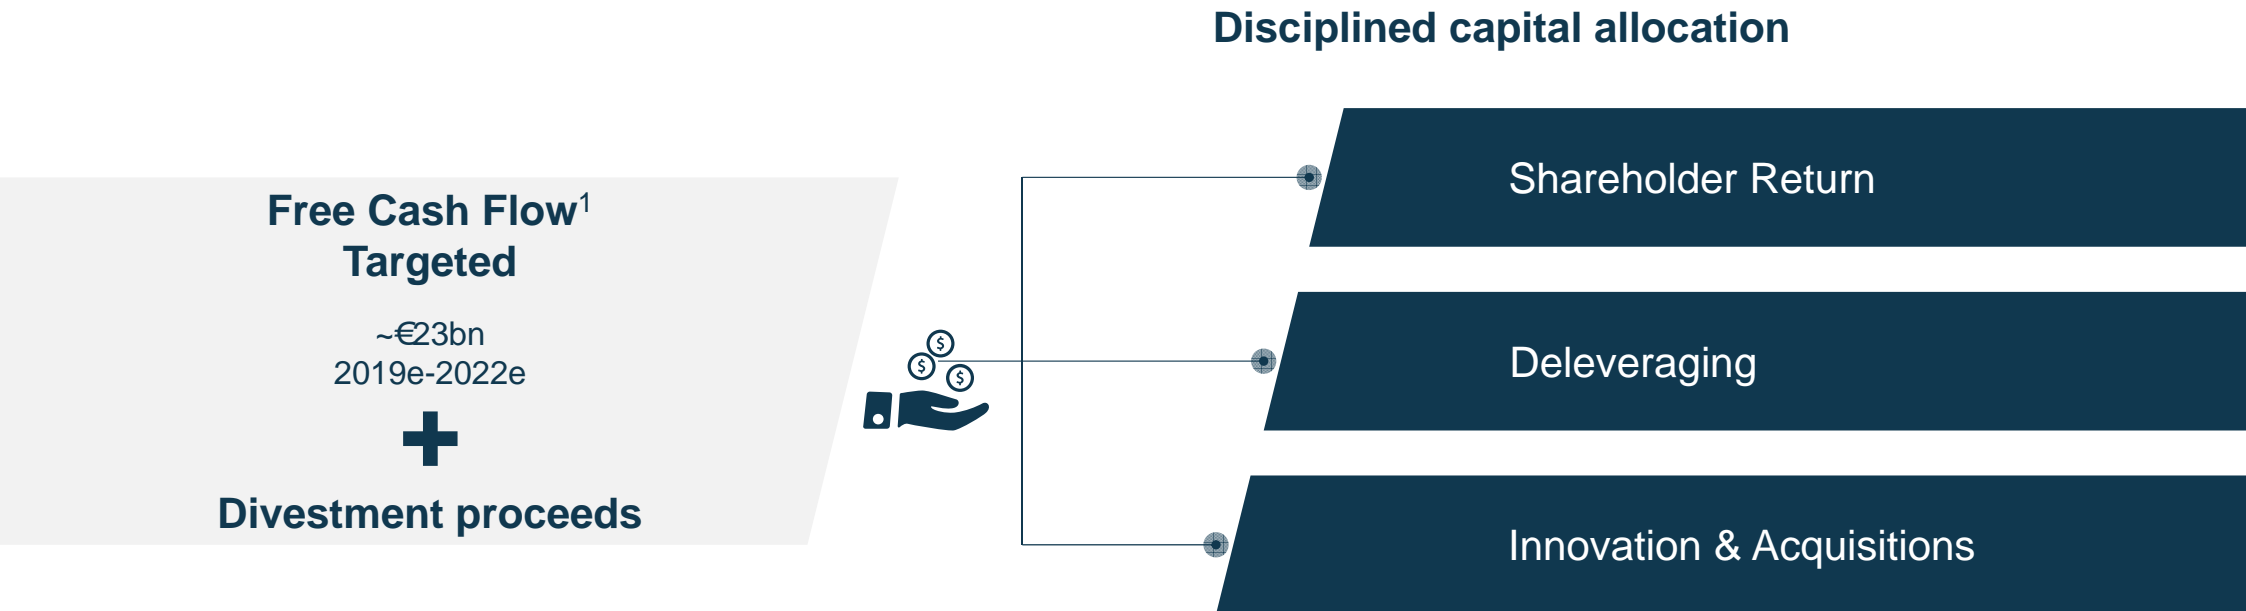 Disciplined capital allocation
Free Cash Flow¹
Targeted
~€23bn
2019e-2022e
Divestment proceeds
$
$
$
Shareholder Return
Deleveraging
Innovation & Acquisitions